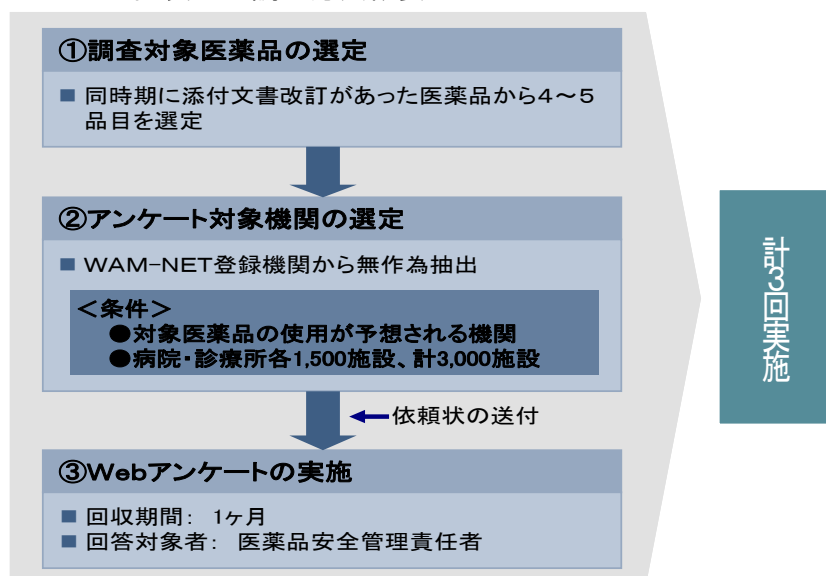 ①調査対象医薬品の選定
■ 同時期に添付文書改訂があった医薬品から4～5
品目を選定
②アンケート対象機関の選定
■ WAM-NET登録機関から無作為抽出
＜条件＞
●対象医薬品の使用が予想される機関
●病院・診療所各1,500施設、計3,000施設
依頼状の送付
③Webアンケートの実施
■ 回収期間： 1ヶ月
■ 回答対象者： 医薬品安全管理責任者
計3回実施